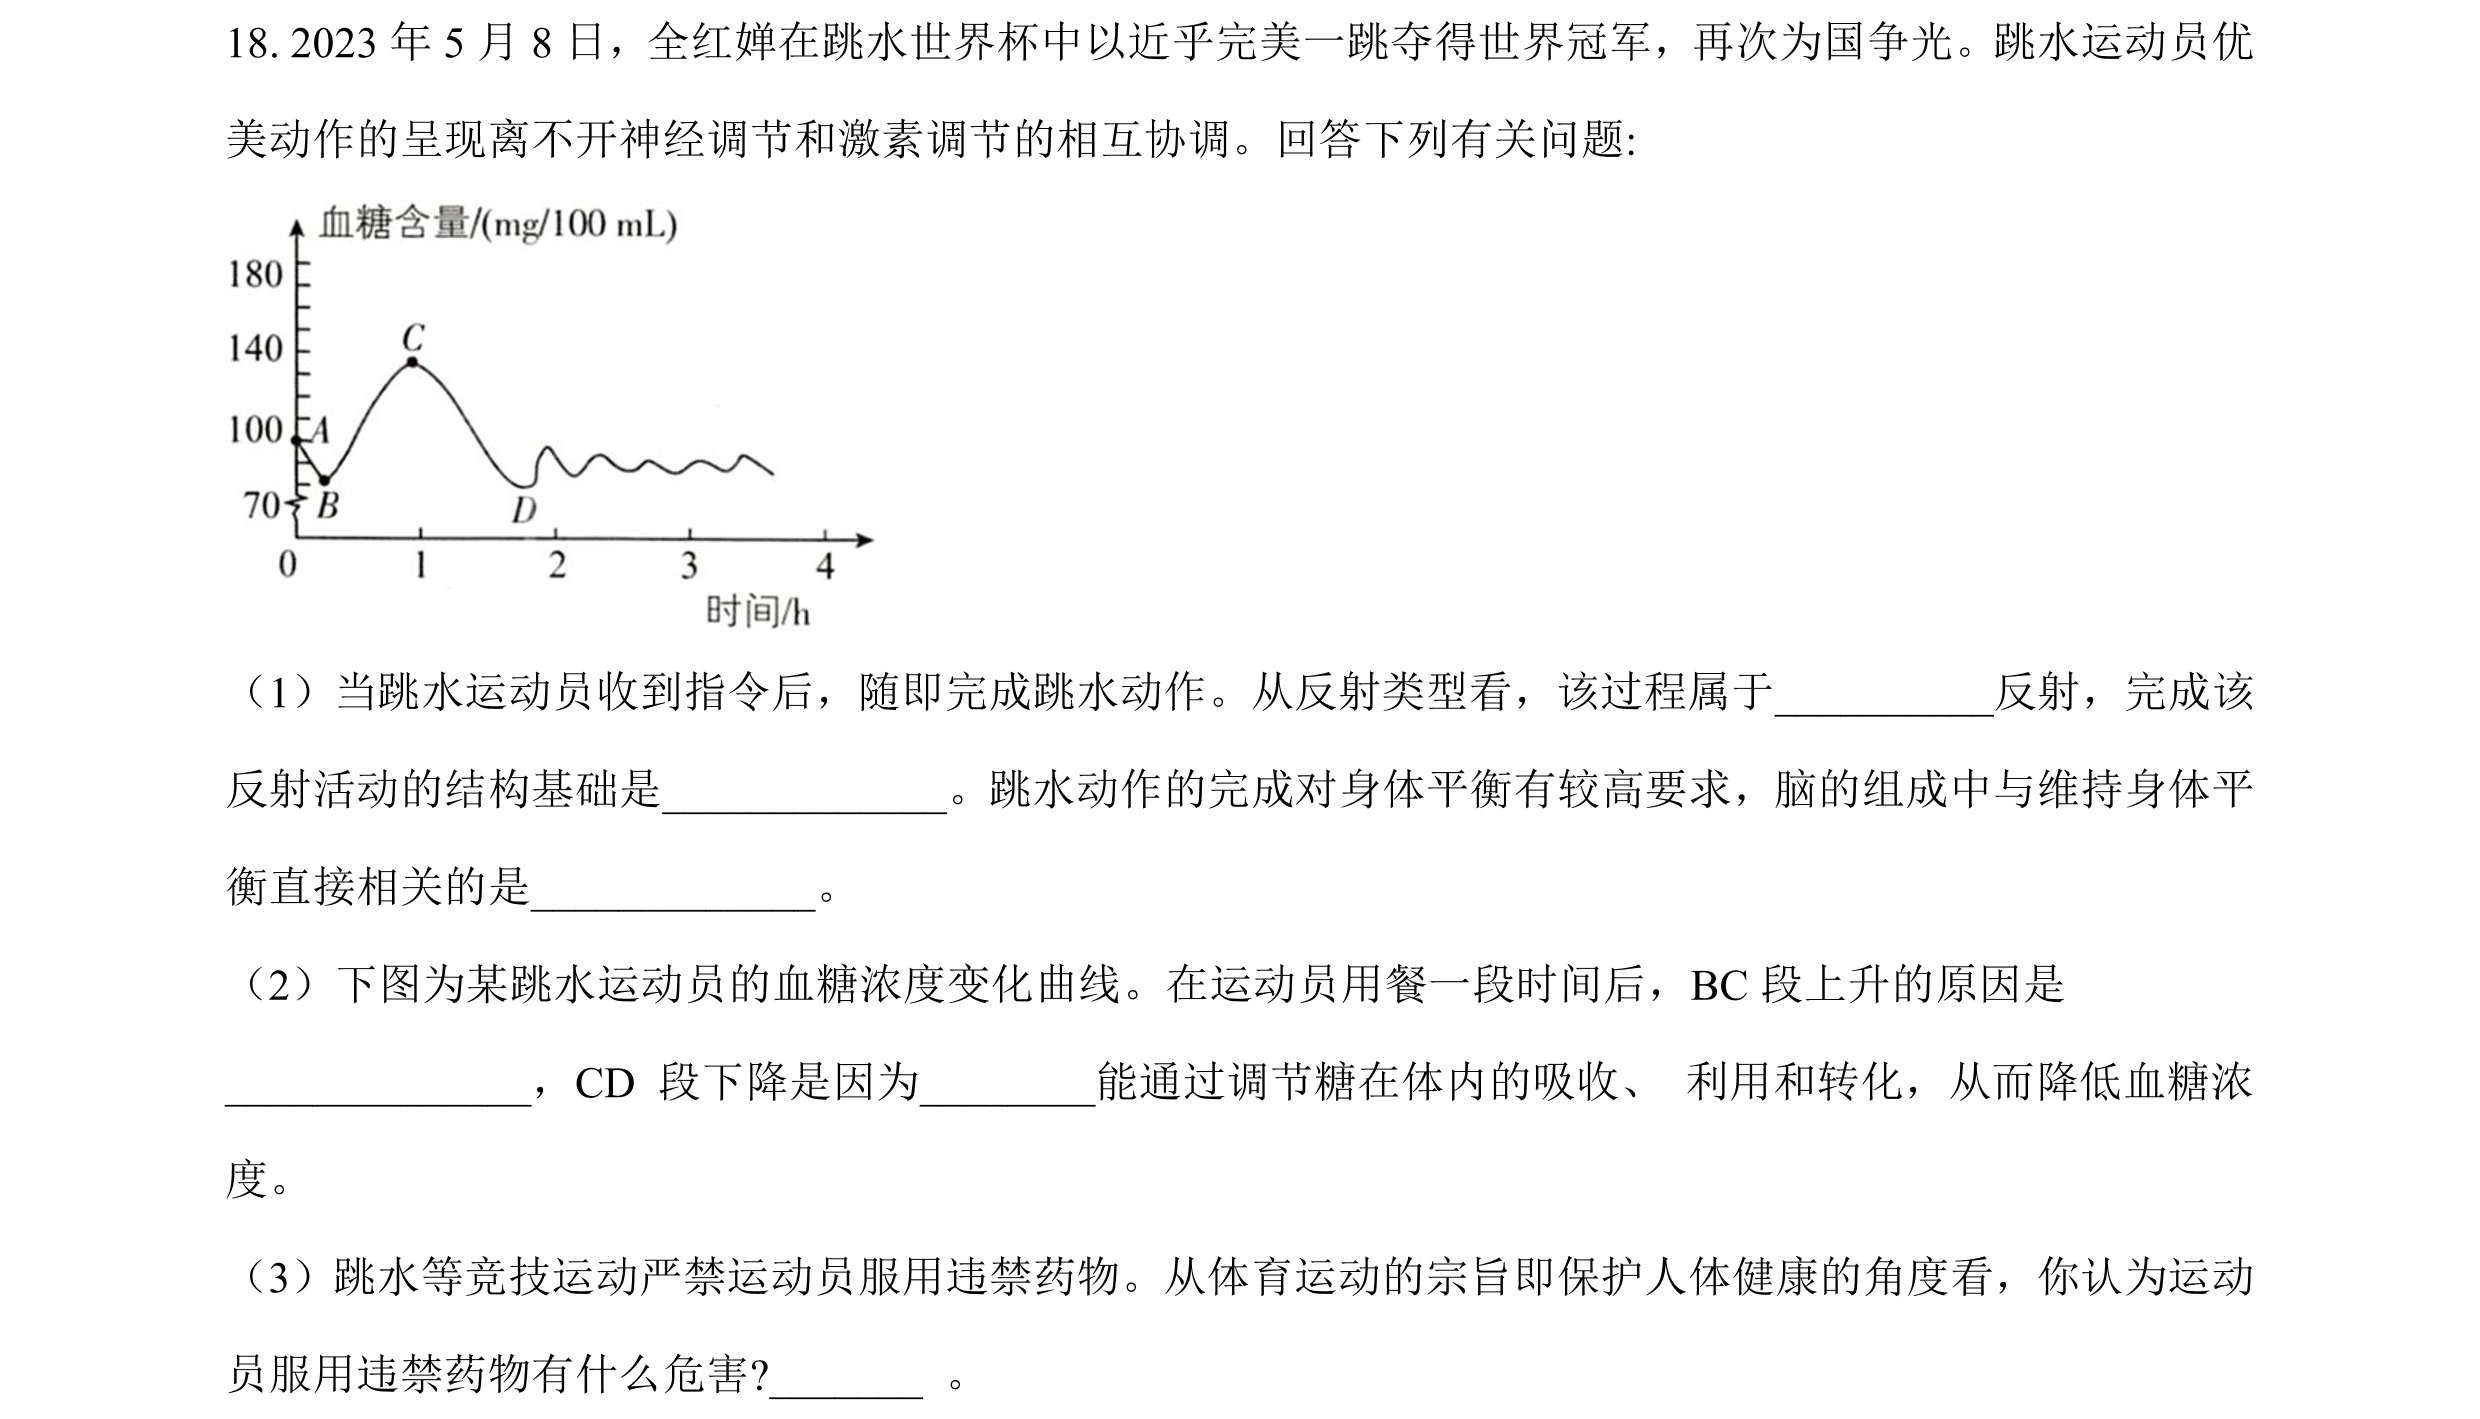 18. 2023 年 5 月 8 日，全红婵在跳水世界杯中以近乎完美一跳夺得世界冠军，再次为国争光。跳水运动员优
美动作的呈现离不开神经调节和激素调节的相互协调。回答下列有关问题:
血糖含量/(mg/100 mL)
180
140
100
70
A
B
C
D
0 1 2 3 4
时间/h
（1）当跳水运动员收到指令后，随即完成跳水动作。从反射类型看，该过程属于__________反射，完成该
反射活动的结构基础是_____________。跳水动作的完成对身体平衡有较高要求，脑的组成中与维持身体平
衡直接相关的是_____________。
（2）下图为某跳水运动员的血糖浓度变化曲线。在运动员用餐一段时间后，BC 段上升的原因是
______________，CD 段下降是因为________能通过调节糖在体内的吸收、 利用和转化，从而降低血糖浓
度。
（3）跳水等竞技运动严禁运动员服用违禁药物。从体育运动的宗旨即保护人体健康的角度看，你认为运动
员服用违禁药物有什么危害?_______ 。